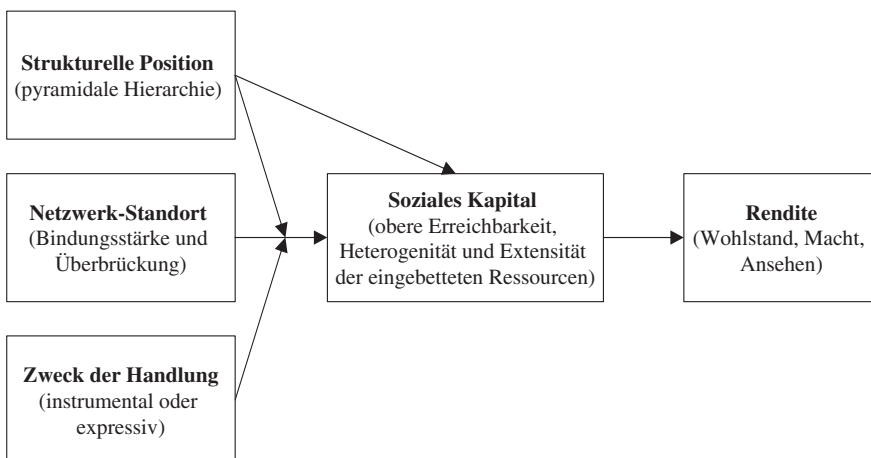 Strukturelle Position
(pyramidale Hierarchie)
Netzwerk-Standort
(Bindungsstärke und
Überbrückung)
Zweck der Handlung
(instrumental oder
expressiv)
Soziales Kapital
(obere Erreichbarkeit,
Heterogenität und Extensität
der eingebetteten Ressourcen)
Rendite
(Wohlstand, Macht,
Ansehen)